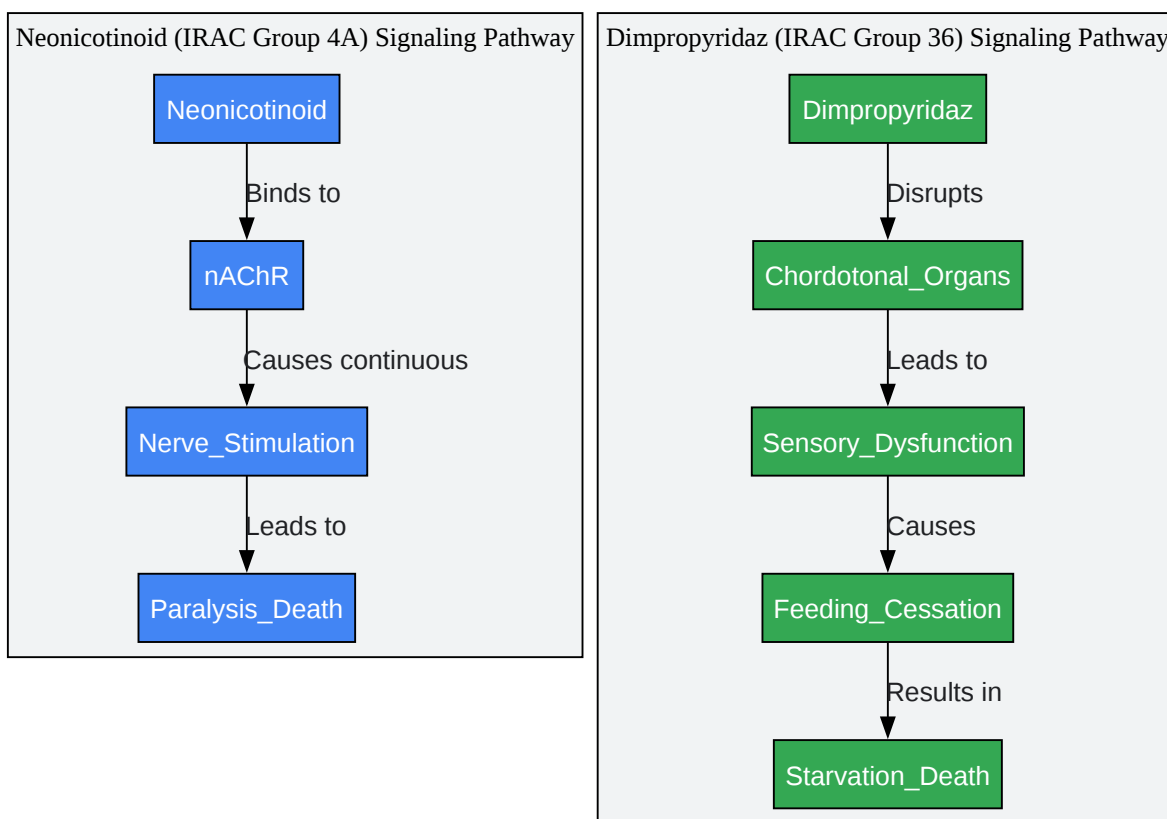 Neonicotinoid (IRAC Group 4A) Signaling Pathway
Neonicotinoid
Binds to
nAChR
Causes continuous
Nerve_Stimulation
Leads to
Paralysis_Death
Dimpropyridaz (IRAC Group 36) Signaling Pathway
Dimpropyridaz
Disrupts
Chordotonal_Organs
Leads to
Sensory_Dysfunction
Causes
Feeding_Cessation
Results in
Starvation_Death